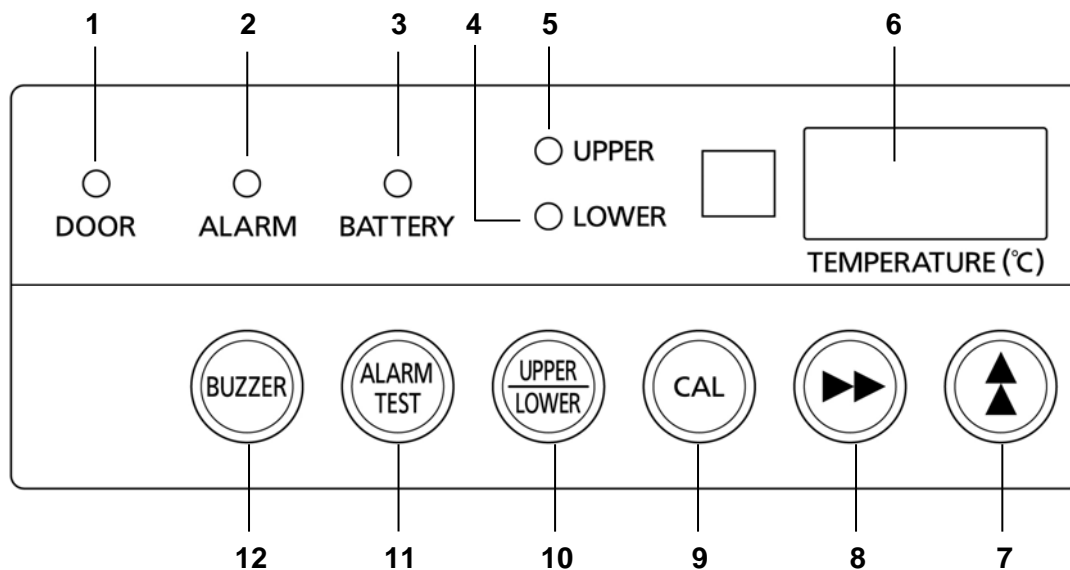 1 2 3 4 5 6
UPPER
LOWER
DOOR ALARM BATTERY
TEMPERATURE (℃)
BUZZER
ALARM
TEST
UPPER
LOWER
CAL
12 11 10 9 8 7